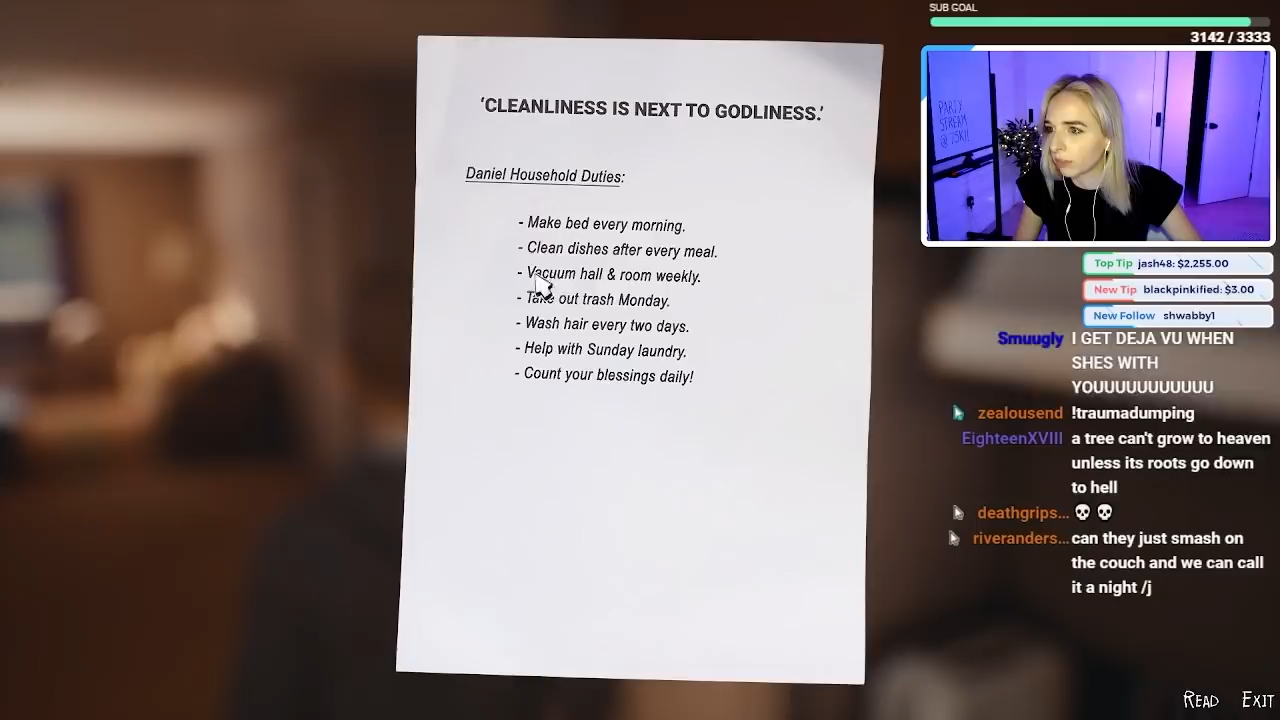 SUB GOAL
3142 / 3333
'CLEANLINESS IS NEXT TO GODLINESS.'
Daniel Household Duties:
- Make bed every morning.
- Clean dishes after every meal.
- Vacuum hall & room weekly.
- Take out trash Monday.
- Wash hair every two days.
- Help with Sunday laundry.
- Count your blessings daily!
PARTY
STREAM
Top Tip jash48: $2,255.00
New Tip blackpinkified: $3.00
New Follow shwabby1
Smuugly I GET DEJA VU WHEN
SHES WITH
YOUUUUUUUUUUU
zealousend !traumadumping
EighteenXVIII a tree can't grow to heaven
unless its roots go down
to hell
deathgrips... 💀 💀
riveranders... can they just smash on
the couch and we can call
it a night /j
READ EXIT